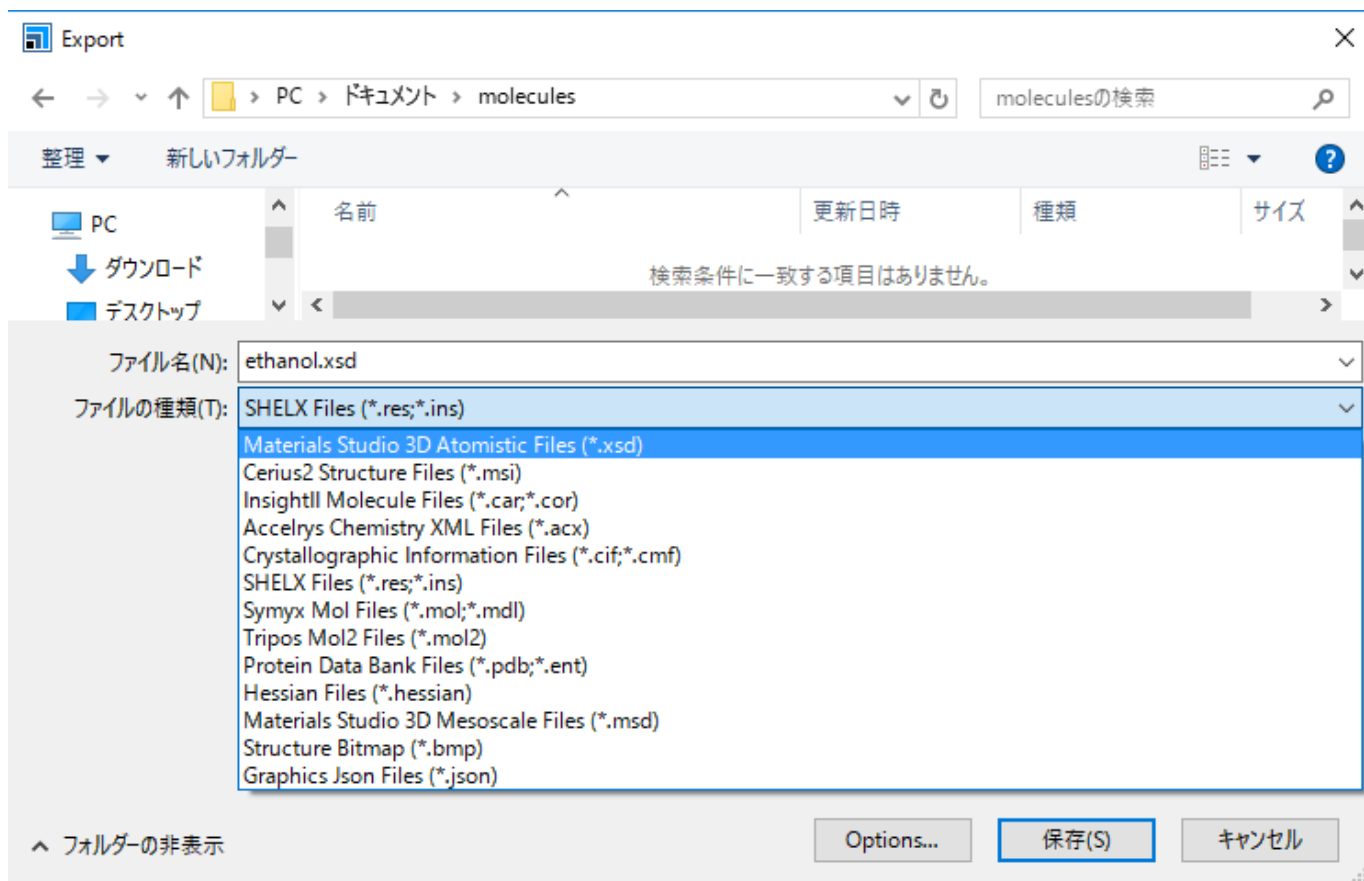 Export
PC > ドキュメント > molecules
moleculesの検索
整理 新しいフォルダー
?
PC
ダウンロード
デスクトップ
名前 更新日時 種類 サイズ
検索条件に一致する項目はありません。
ファイル名(N): ethanol.xsd
ファイルの種類(T): SHELX Files (*.res;*.ins)
Materials Studio 3D Atomistic Files (*.xsd)
Cerius2 Structure Files (*.msi)
InsightII Molecule Files (*.car;*.cor)
Accelrys Chemistry XML Files (*.acx)
Crystallographic Information Files (*.cif;*.cmf)
SHELX Files (*.res;*.ins)
Symyx Mol Files (*.mol;*.mdl)
Tripos Mol2 Files (*.mol2)
Protein Data Bank Files (*.pdb;*.ent)
Hessian Files (*.hessian)
Materials Studio 3D Mesoscale Files (*.msd)
Structure Bitmap (*.bmp)
Graphics Json Files (*.json)
フォルダーの非表示 Options... 保存(S) キャンセル